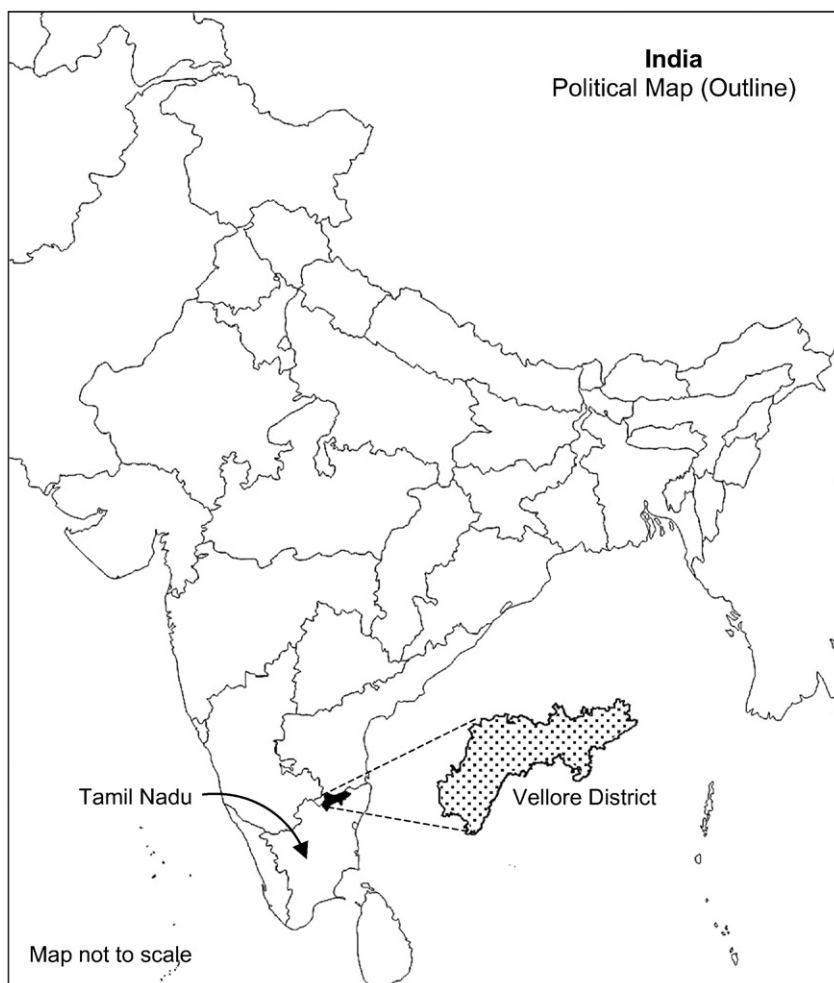 India
Political Map (Outline)
Tamil Nadu
Vellore District
Map not to scale